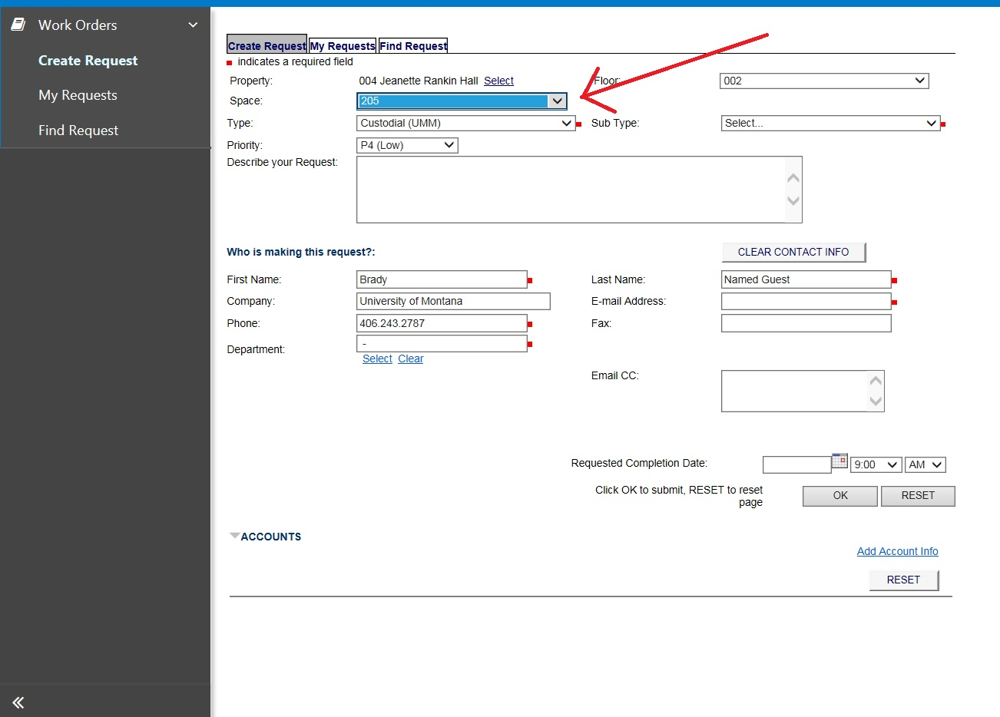 Work Orders
Create Request
My Requests
Find Request
Create Request My Requests Find Request
indicates a required field
Property: 004 Jeanette Rankin Hall Select Floor: 002
Space: 205
Type: Custodial (UMM) Sub Type: Select...
Priority: P4 (Low)
Describe your Request:
Who is making this request?: CLEAR CONTACT INFO
First Name: Brady Last Name: Named Guest
Company: University of Montana E-mail Address:
Phone: 406.243.2787 Fax:
Department: -
Select Clear
Email CC:
Requested Completion Date: 9:00 AM
Click OK to submit, RESET to reset
page
OK RESET
ACCOUNTS
Add Account Info
RESET